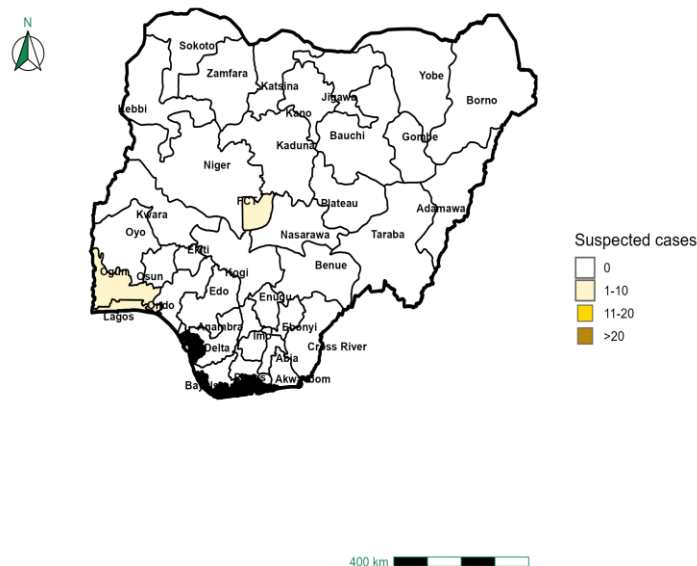 N
Sokoto
Zamfara
Katsina
Yobe
Borno
Jigawa
Kebbi
Kano
Bauchi
Gombe
Kaduna
Niger
FCT
Plateau
Adamawa
Kwara
Oyo
Nasarawa
Taraba
Ekiti
Benue
Ogun
Osun
Kogi
Edo
Enugu
Ondo
Lagos
Anambra
Ebonyi
Imo
Delta
Cross River
Abia
Akwa Ibom
Suspected cases
0
1-10
11-20
>20
400 km